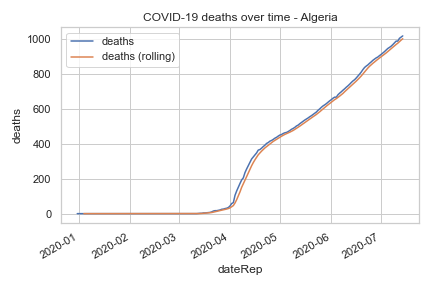 COVID-19 deaths over time - Algeria
deaths
deaths (rolling)
1000
800
600
400
200
0
deaths
2020-01
2020-02
2020-03
2020-04
2020-05
2020-06
2020-07
dateRep